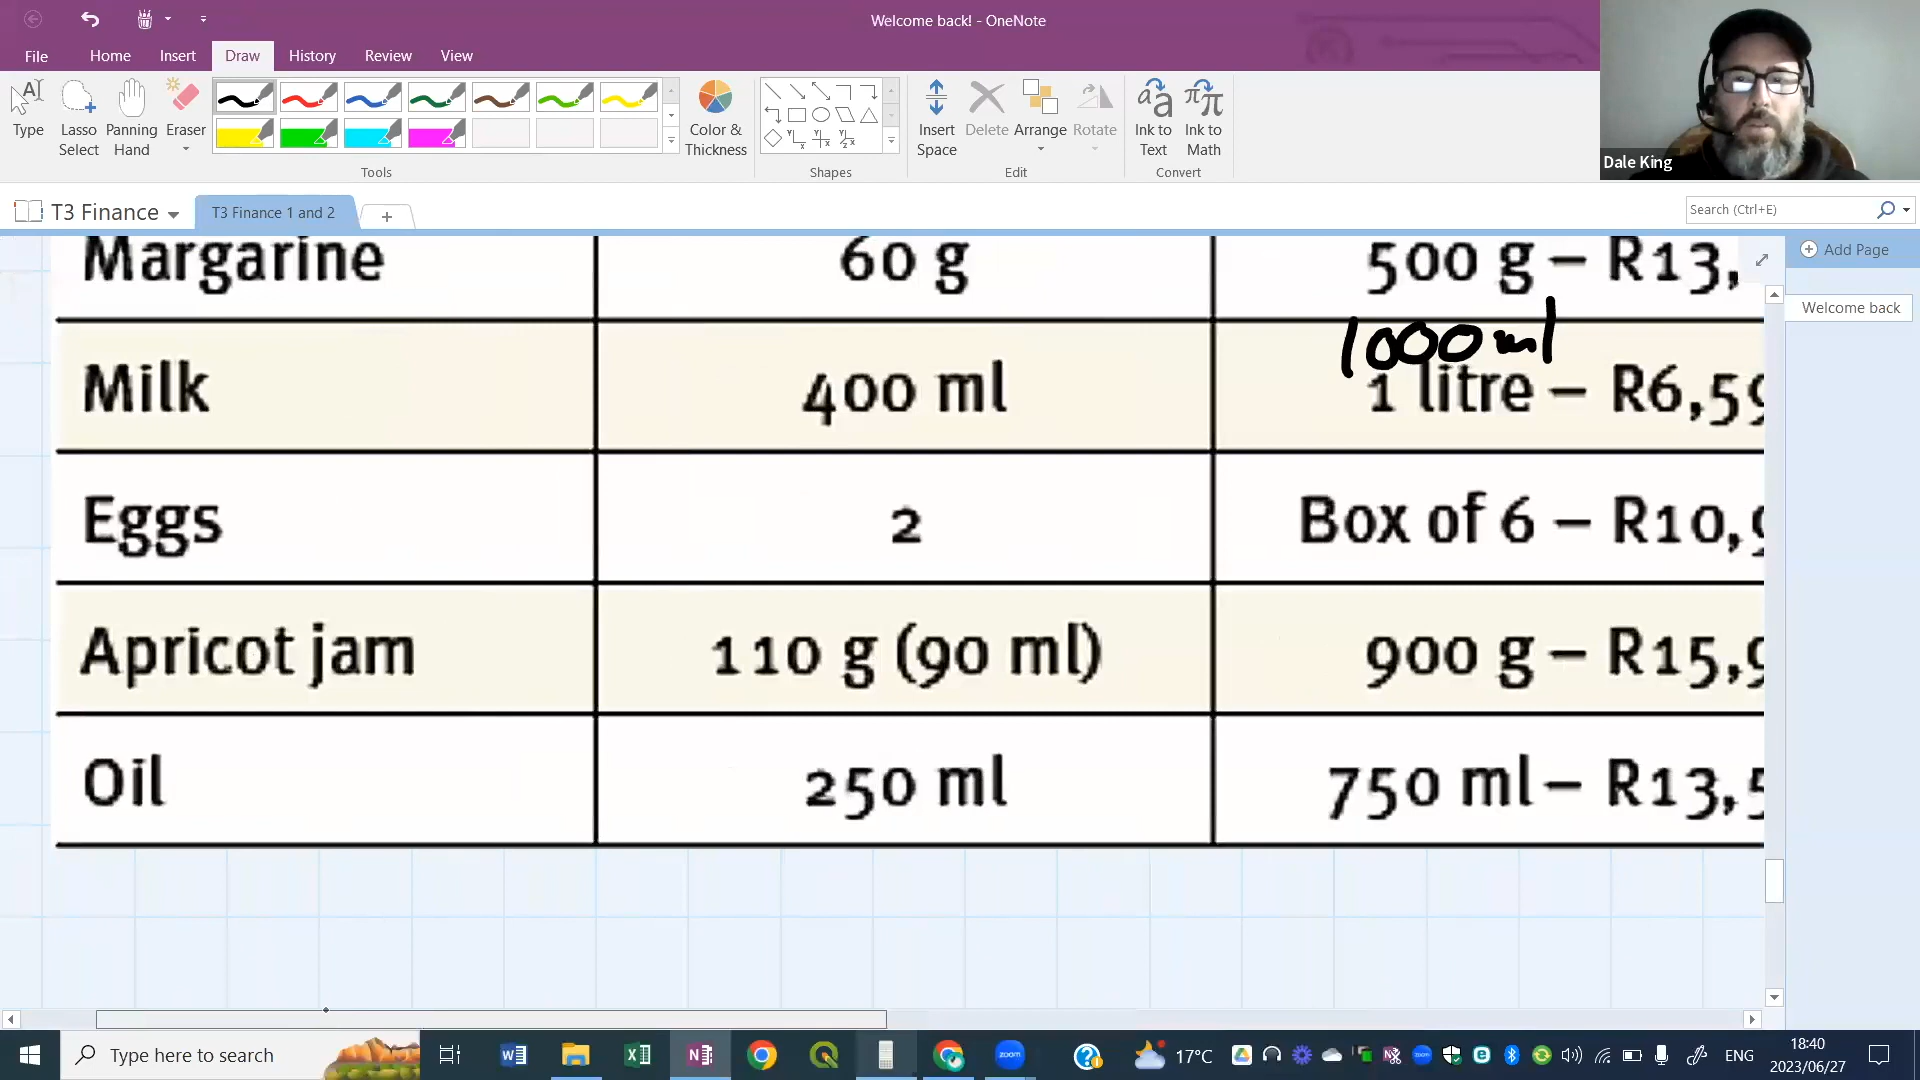 Welcome back! - OneNote
File Home Insert Draw History Review View
Type
Lasso Select
Panning Hand
Eraser
Color & Thickness
Insert Space
Delete
Arrange
Rotate
Ink to Text
Ink to Math
Tools
Shapes
Edit
Convert
Dale King
T3 Finance
T3 Finance 1 and 2
Search (Ctrl+E)
Add Page
Welcome back
Margarine 60 g 500 g – R13,
1000 ml
Milk 400 ml 1 litre – R6,59
Eggs 2 Box of 6 – R10,9
Apricot jam 110 g (90 ml) 900 g – R15,9
Oil 250 ml 750 ml – R13,5
Type here to search
zoom
17°C
ENG
18:40
2023/06/27